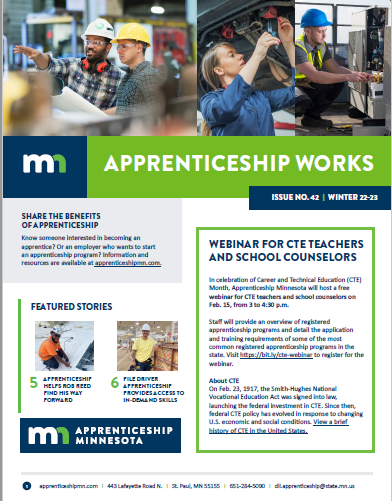 mn
APPRENTICESHIP WORKS
ISSUE NO. 42 | WINTER 22-23
SHARE THE BENEFITS
OF APPRENTICESHIP
Know someone interested in becoming an
apprentice? Or an employer who wants to start
an apprenticeship program? Information and
resources are available at apprenticeshipmn.com.
FEATURED STORIES
5 APPRENTICESHIP
HELPS ROB REED
FIND HIS WAY
FORWARD
6 PILE DRIVER
APPRENTICESHIP
PROVIDES ACCESS TO
IN-DEMAND SKILLS
mn APPRENTICESHIP
MINNESOTA
WEBINAR FOR CTE TEACHERS
AND SCHOOL COUNSELORS
In celebration of Career and Technical Education (CTE)
Month, Apprenticeship Minnesota will host a free
webinar for CTE teachers and school counselors on
Feb. 15, from 3 to 4:30 p.m.
Staff will provide an overview of registered
apprenticeship programs and detail the application
and training requirements of some of the most
common registered apprenticeship programs in the
state. Visit https://bit.ly/cte-webinar to register for the
webinar.
About CTE
On Feb. 23, 1917, the Smith-Hughes National
Vocational Education Act was signed into law,
launching the federal investment in CTE. Since then,
federal CTE policy has evolved in response to changing
U.S. economic and social conditions. View a brief
history of CTE in the United States.
1 apprenticeshipmn.com | 443 Lafayette Road N. | St. Paul, MN 55155 | 651-284-5090 | dli.apprenticeship@state.mn.us